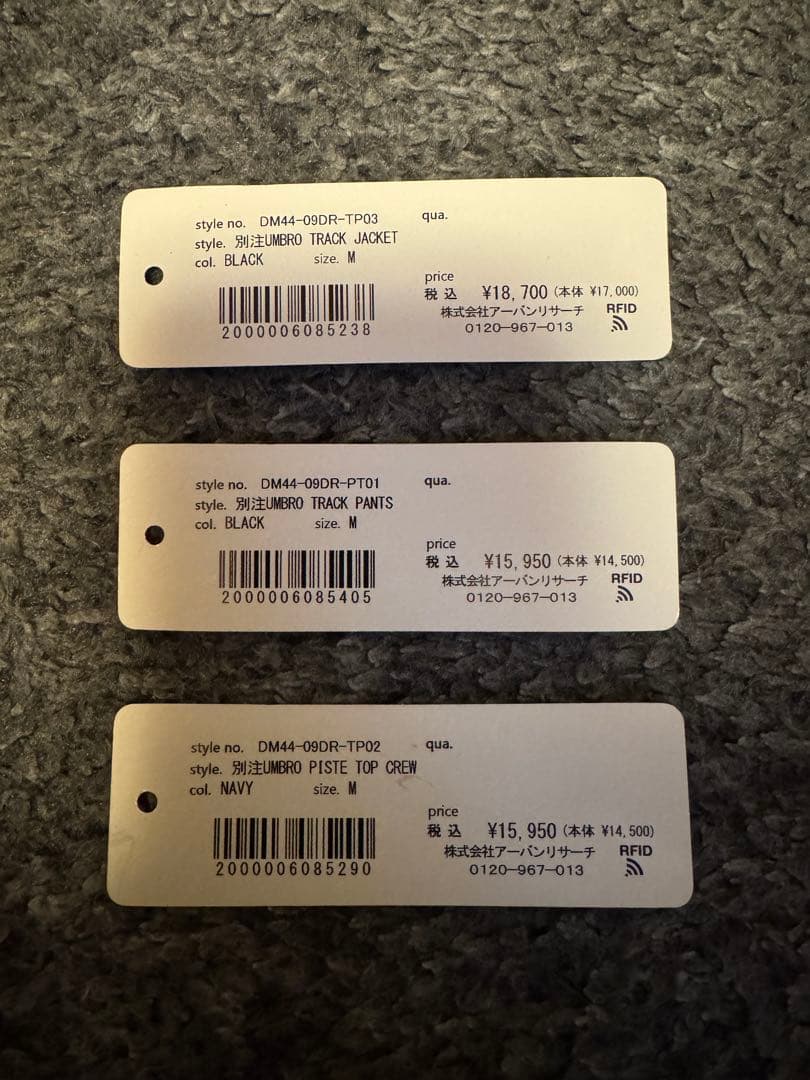 style no. DM44-09DR-TP03 qua.
style. 別注UMBRO TRACK JACKET
col. BLACK size. M
price
税込 ¥18,700 (本体 ¥17,000)
株式会社アーバンリサーチ RFID
0120-967-013
2000006085238
style no. DM44-09DR-PT01 qua.
style. 別注UMBRO TRACK PANTS
col. BLACK size. M
price
税込 ¥15,950 (本体 ¥14,500)
株式会社アーバンリサーチ RFID
0120-967-013
2000006085405
style no. DM44-09DR-TP02 qua.
style. 別注UMBRO PISTE TOP CREW
col. NAVY size. M
price
税込 ¥15,950 (本体 ¥14,500)
株式会社アーバンリサーチ RFID
0120-967-013
2000006085290